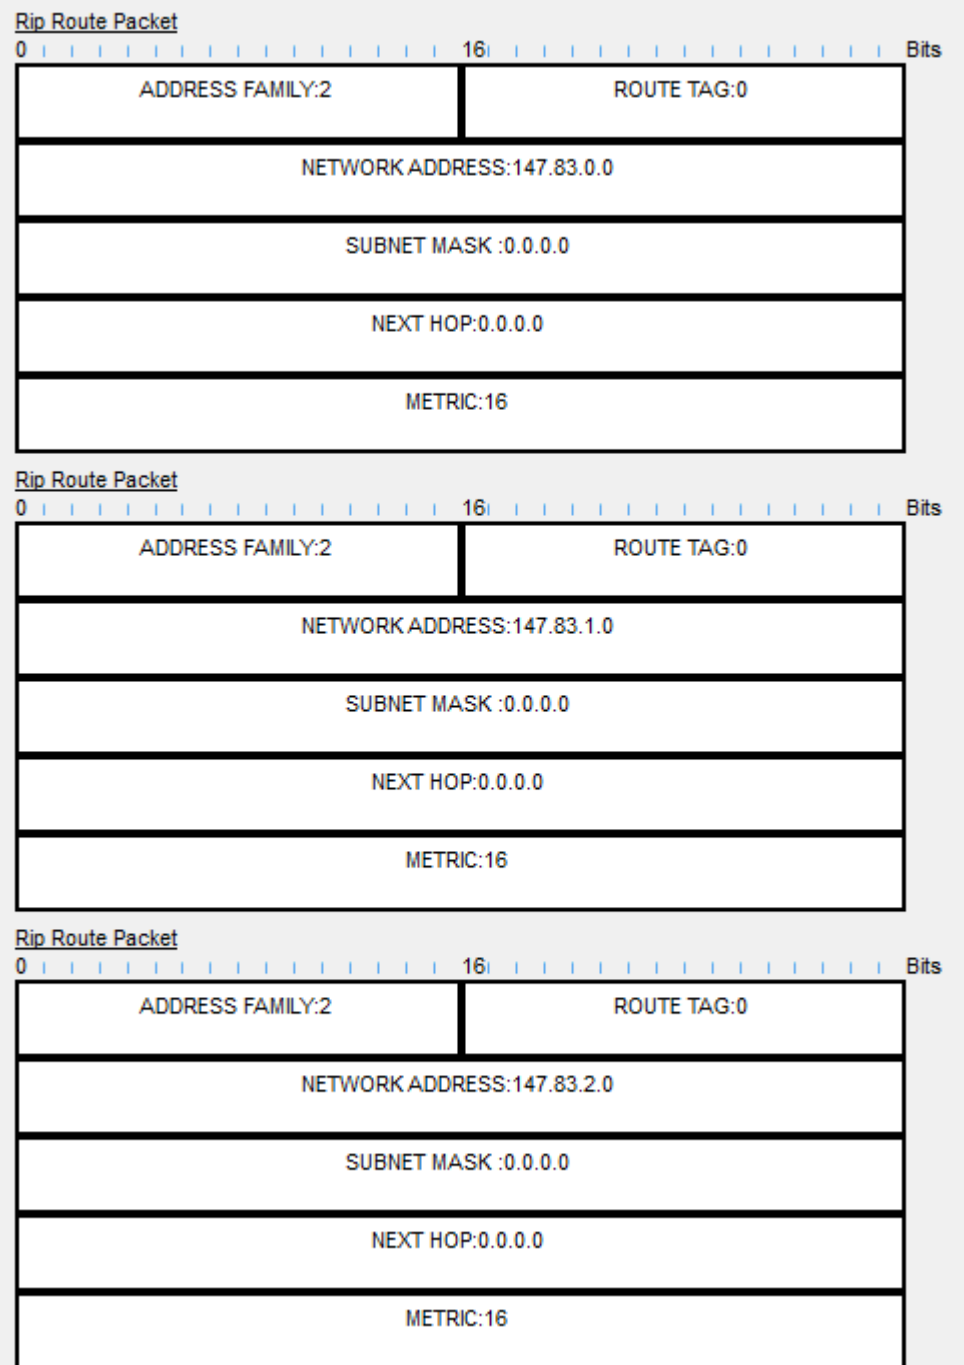 Rip Route Packet
0 16 Bits
ADDRESS FAMILY:2 ROUTE TAG:0
NETWORK ADDRESS:147.83.0.0
SUBNET MASK :0.0.0.0
NEXT HOP:0.0.0.0
METRIC:16
Rip Route Packet
0 16 Bits
ADDRESS FAMILY:2 ROUTE TAG:0
NETWORK ADDRESS:147.83.1.0
SUBNET MASK :0.0.0.0
NEXT HOP:0.0.0.0
METRIC:16
Rip Route Packet
0 16 Bits
ADDRESS FAMILY:2 ROUTE TAG:0
NETWORK ADDRESS:147.83.2.0
SUBNET MASK :0.0.0.0
NEXT HOP:0.0.0.0
METRIC:16